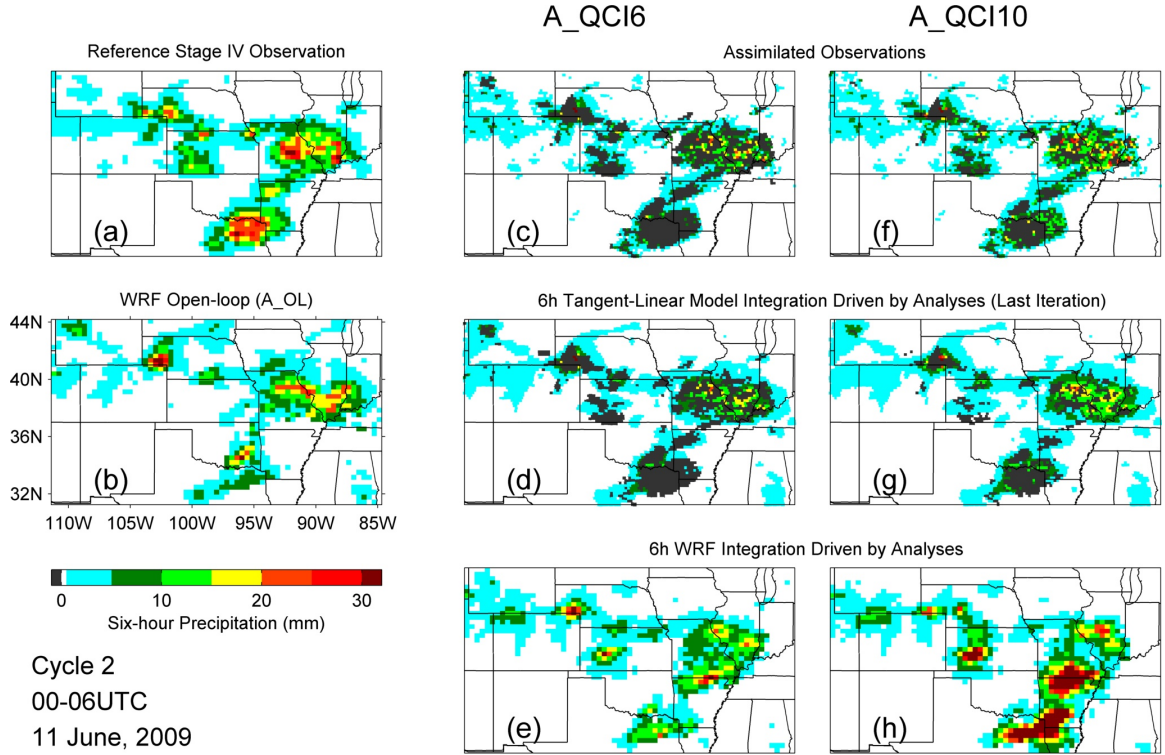 A_QCI6
A_QCI10
Reference Stage IV Observation
Assimilated Observations
(a)
(c)
(f)
WRF Open-loop (A_OL)
6h Tangent-Linear Model Integration Driven by Analyses (Last Iteration)
44N
40N
36N
32N
(b)
(d)
(g)
110W 105W 100W 95W 90W 85W
6h WRF Integration Driven by Analyses
0 10 20 30
Six-hour Precipitation (mm)
(e)
(h)
Cycle 2
00-06UTC
11 June, 2009